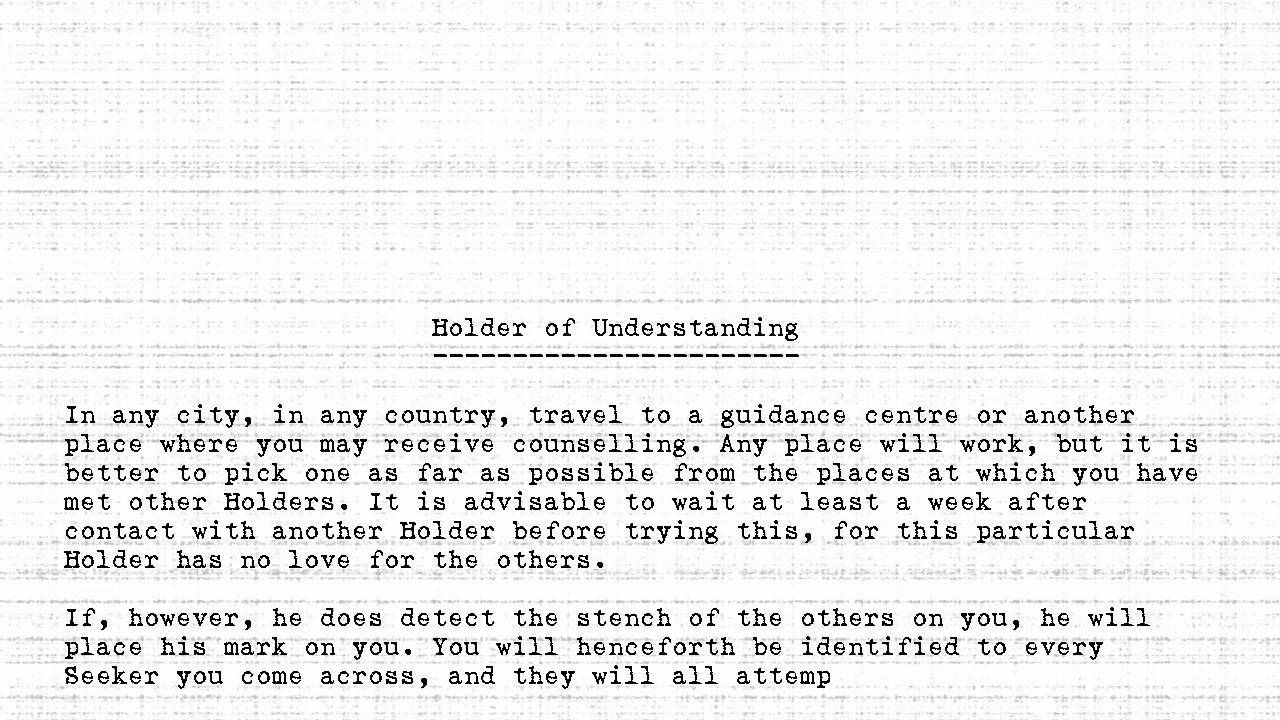 Holder of Understanding
-----------------------
In any city, in any country, travel to a guidance centre or another
place where you may receive counselling. Any place will work, but it is
better to pick one as far as possible from the places at which you have
met other Holders. It is advisable to wait at least a week after
contact with another Holder before trying this, for this particular
Holder has no love for the others.
If, however, he does detect the stench of the others on you, he will
place his mark on you. You will henceforth be identified to every
Seeker you come across, and they will all attemp